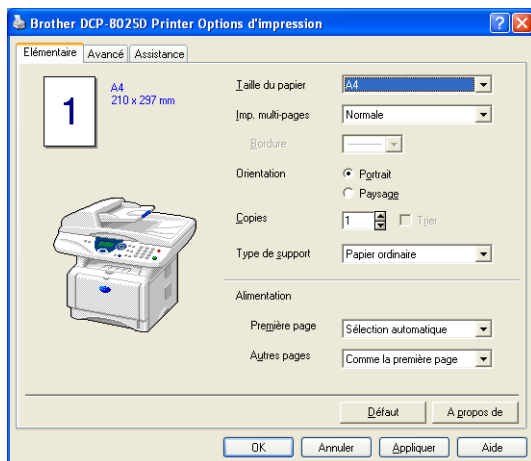 Brother DCP-8025D Printer Options d'impression
Elémentaire Avancé Assistance
1
A4
210 x 297 mm
Taille du papier A4
Imp. multi-pages Normale
Bordure
Orientation Portrait
Paysage
Copies 1 Trier
Type de support Papier ordinaire
Alimentation
Première page Sélection automatique
Autres pages Comme la première page
Défaut A propos de
OK Annuler Appliquer Aide